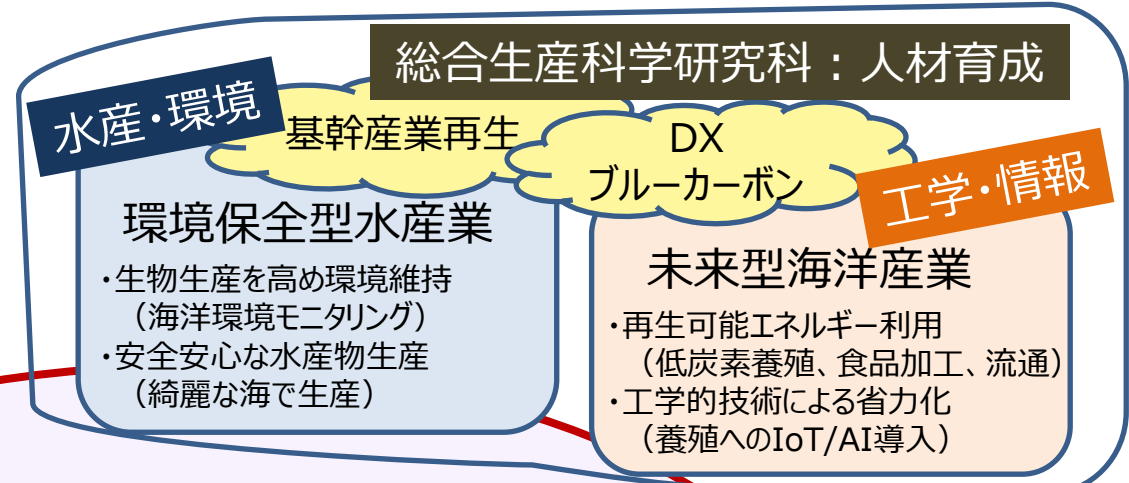 総合生産科学研究科：人材育成
水産・環境
基幹産業再生
DX
ブルーカーボン
工学・情報
環境保全型水産業
・生物生産を高め環境維持
（海洋環境モニタリング）
・安全安心な水産物生産
（綺麗な海で生産）
未来型海洋産業
・再生可能エネルギー利用
（低炭素養殖、食品加工、流通）
・工学的技術による省力化
（養殖へのIoT/AI導入）